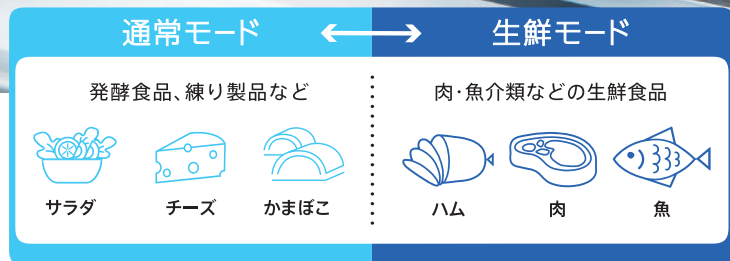 通常モード
生鮮モード
発酵食品、練り製品など
肉・魚介類などの生鮮食品
サラダ
チーズ
かまぼこ
ハム
肉
魚